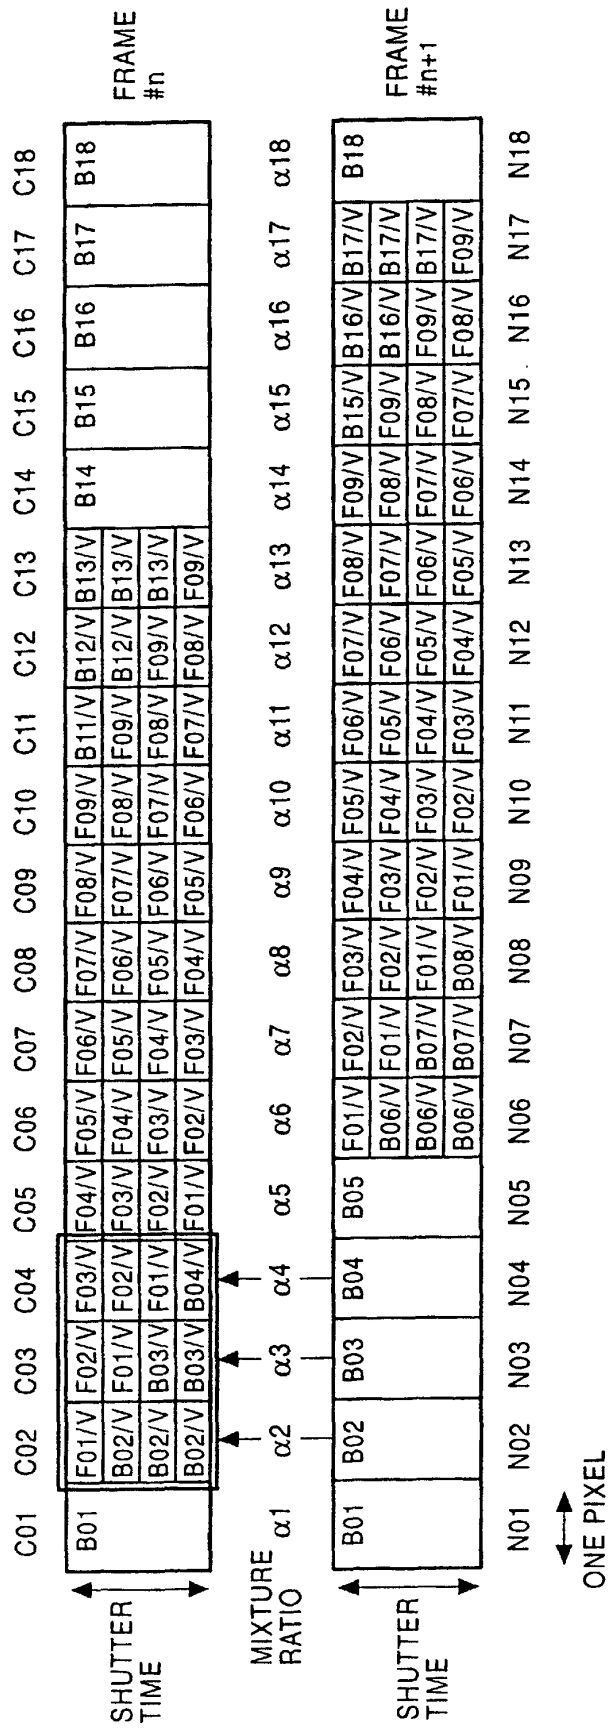 C01 C02 C03 C04 C05 C06 C07 C08 C09 C10 C11 C12 C13 C14 C15 C16 C17 C18
B01 F01/V F02/V F03/V F04/V F05/V F06/V F07/V F08/V F09/V B11/V B12/V B13/V B14 B15 B16 B17 B18
B02/V F01/V F02/V F03/V F04/V F05/V F06/V F07/V F08/V F09/V B12/V B13/V
B02/V B03/V F01/V F02/V F03/V F04/V F05/V F06/V F07/V F08/V F09/V B13/V
B02/V B03/V B04/V F01/V F02/V F03/V F04/V F05/V F06/V F07/V F08/V F09/V
SHUTTER
TIME
FRAME
#n
MIXTURE
RATIO
α1 α2 α3 α4 α5 α6 α7 α8 α9 α10 α11 α12 α13 α14 α15 α16 α17 α18
B01 B02 B03 B04 B05 F01/V F02/V F03/V F04/V F05/V F06/V F07/V F08/V F09/V B15/V B16/V B17/V B18
B06/V F01/V F02/V F03/V F04/V F05/V F06/V F07/V F08/V F09/V B16/V B17/V
B06/V B07/V F01/V F02/V F03/V F04/V F05/V F06/V F07/V F08/V F09/V B17/V
B06/V B07/V B08/V F01/V F02/V F03/V F04/V F05/V F06/V F07/V F08/V F09/V
SHUTTER
TIME
FRAME
#n+1
N01 N02 N03 N04 N05 N06 N07 N08 N09 N10 N11 N12 N13 N14 N15 N16 N17 N18
ONE PIXEL